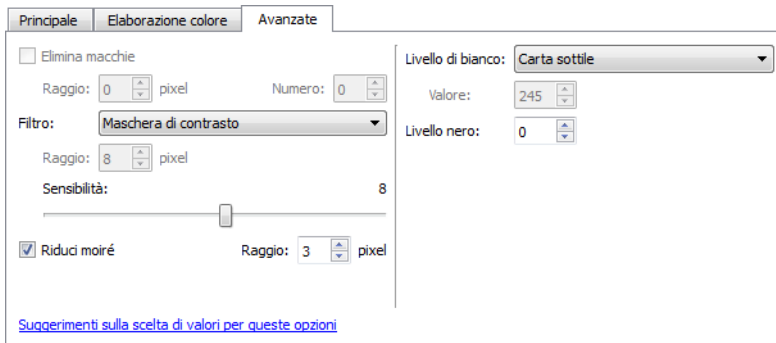 Principale Elaborazione colore Avanzate
Elimina macchie
Raggio: 0 pixel Numero: 0
Filtro: Maschera di contrasto
Raggio: 8 pixel
Sensibilità: 8
Riduci moiré Raggio: 3 pixel
Suggerimenti sulla scelta di valori per queste opzioni
Livello di bianco: Carta sottile
Valore: 245
Livello nero: 0